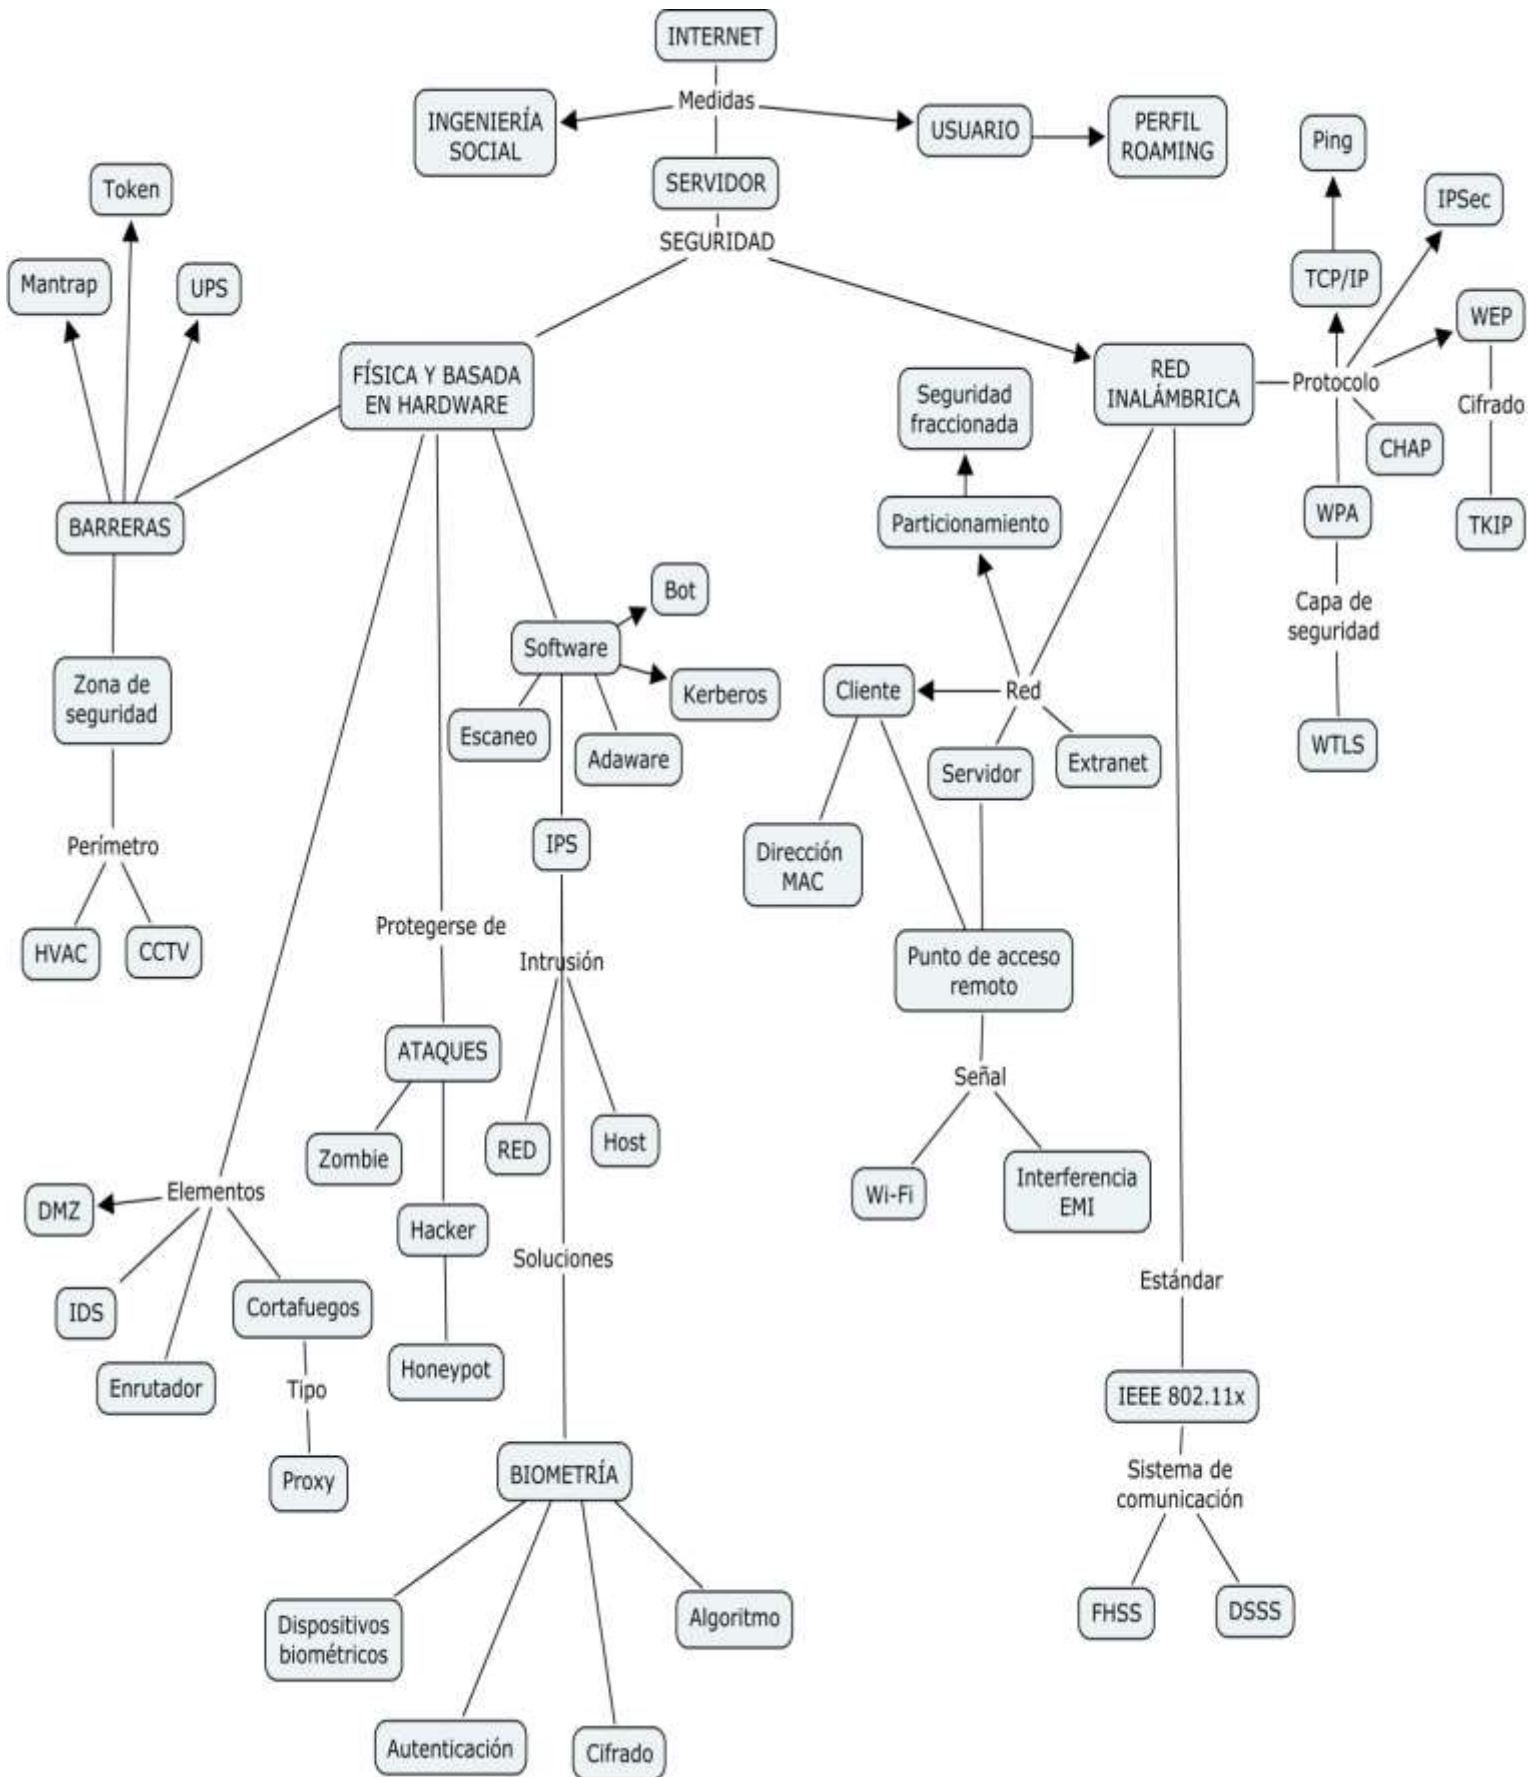 INTERNET
Medidas
INGENIERÍA
SOCIAL
USUARIO
PERFIL
ROAMING
SERVIDOR
SEGURIDAD
Ping
IPSec
TCP/IP
WEP
Token
Mantrap
UPS
FÍSICA Y BASADA
EN HARDWARE
RED
INALÁMBRICA
Protocolo
Cifrado
CHAP
WPA
TKIP
Capa de
seguridad
WTLS
Seguridad
fraccionada
Particionamiento
BARRERAS
Zona de
seguridad
Perímetro
HVAC
CCTV
Software
Bot
Kerberos
Escaneo
Adaware
IPS
Intrusión
RED
Host
Soluciones
Cliente
Red
Servidor
Extranet
Dirección
MAC
Punto de acceso
remoto
Señal
Wi-Fi
Interferencia
EMI
Protegerse de
ATAQUES
Zombie
Hacker
Honeypot
Elementos
DMZ
IDS
Enrutador
Cortafuegos
Tipo
Proxy
Estándar
IEEE 802.11x
Sistema de
comunicación
FHSS
DSSS
BIOMETRÍA
Dispositivos
biométricos
Autenticación
Cifrado
Algoritmo